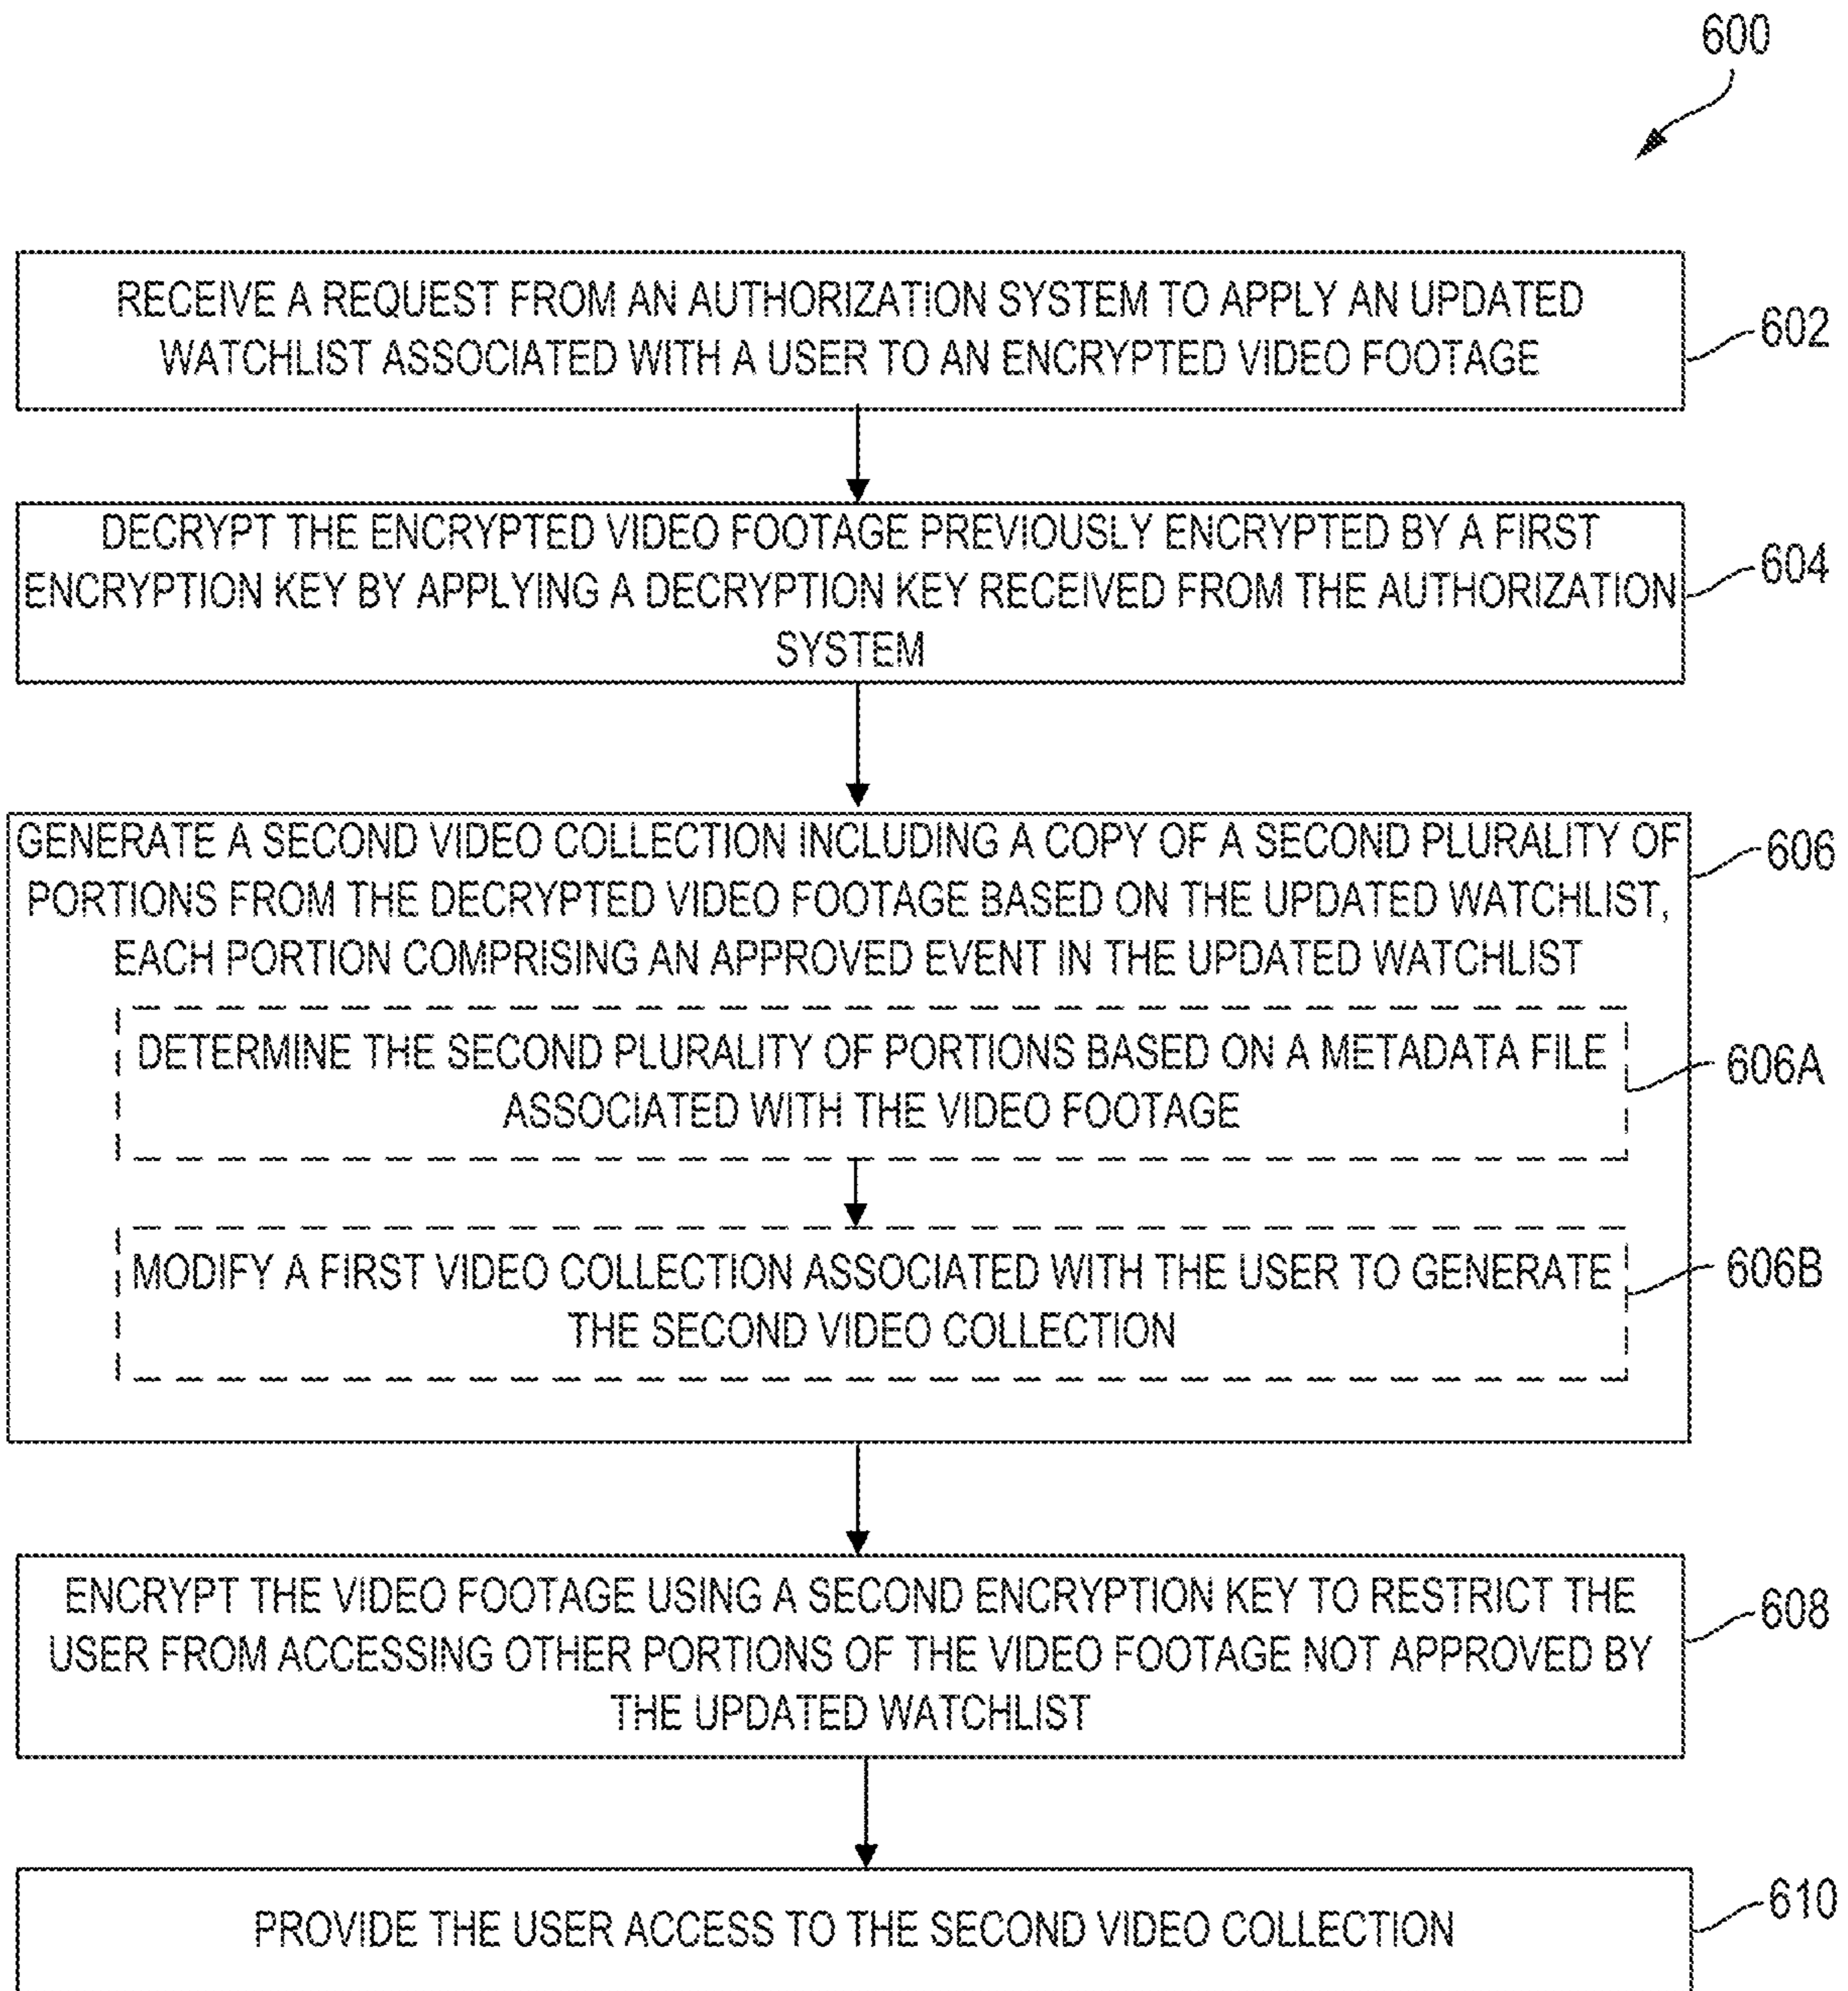 600
RECEIVE A REQUEST FROM AN AUTHORIZATION SYSTEM TO APPLY AN UPDATED
WATCHLIST ASSOCIATED WITH A USER TO AN ENCRYPTED VIDEO FOOTAGE
602
DECRYPT THE ENCRYPTED VIDEO FOOTAGE PREVIOUSLY ENCRYPTED BY A FIRST
ENCRYPTION KEY BY APPLYING A DECRYPTION KEY RECEIVED FROM THE AUTHORIZATION
SYSTEM
604
GENERATE A SECOND VIDEO COLLECTION INCLUDING A COPY OF A SECOND PLURALITY OF
PORTIONS FROM THE DECRYPTED VIDEO FOOTAGE BASED ON THE UPDATED WATCHLIST,
EACH PORTION COMPRISING AN APPROVED EVENT IN THE UPDATED WATCHLIST
606
DETERMINE THE SECOND PLURALITY OF PORTIONS BASED ON A METADATA FILE
ASSOCIATED WITH THE VIDEO FOOTAGE
606A
MODIFY A FIRST VIDEO COLLECTION ASSOCIATED WITH THE USER TO GENERATE
THE SECOND VIDEO COLLECTION
606B
ENCRYPT THE VIDEO FOOTAGE USING A SECOND ENCRYPTION KEY TO RESTRICT THE
USER FROM ACCESSING OTHER PORTIONS OF THE VIDEO FOOTAGE NOT APPROVED BY
THE UPDATED WATCHLIST
608
PROVIDE THE USER ACCESS TO THE SECOND VIDEO COLLECTION
610